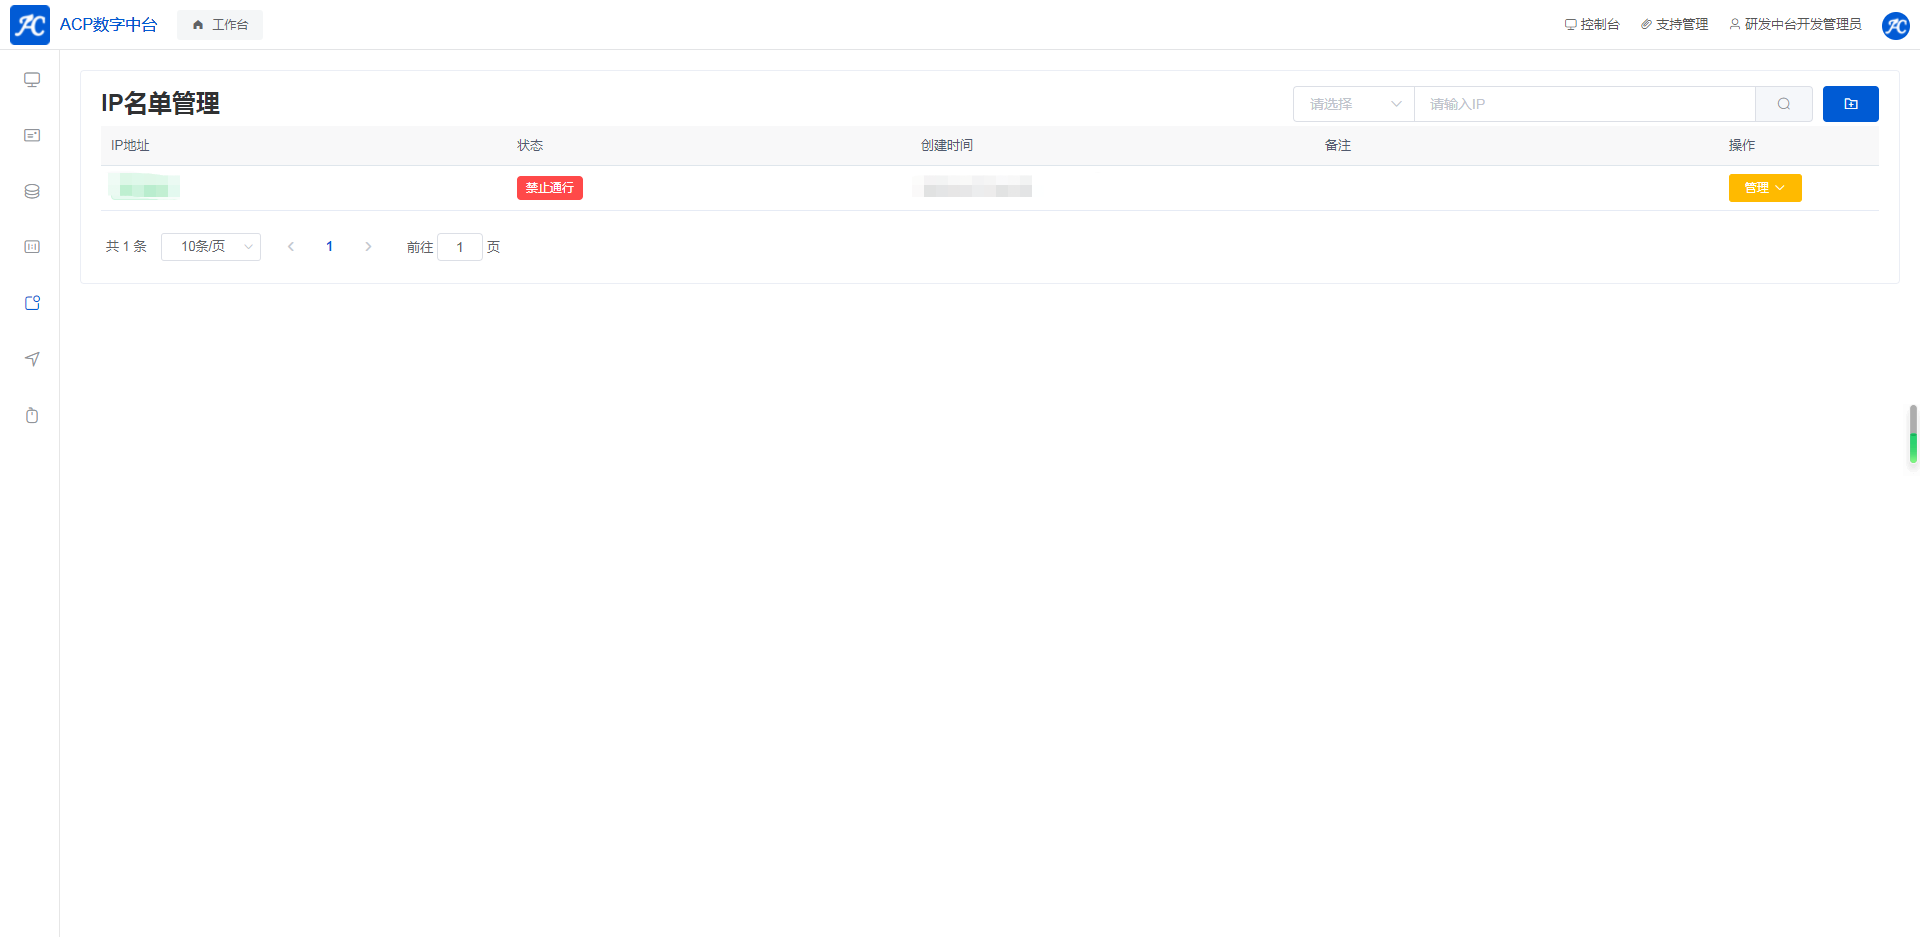 ACP数字中台
工作台
控制台
支持管理
研发中台开发管理员
IP名单管理
请选择
请输入IP
IP地址 状态 创建时间 备注 操作
禁止通行 管理
共 1 条 10条/页 1 前往 1 页